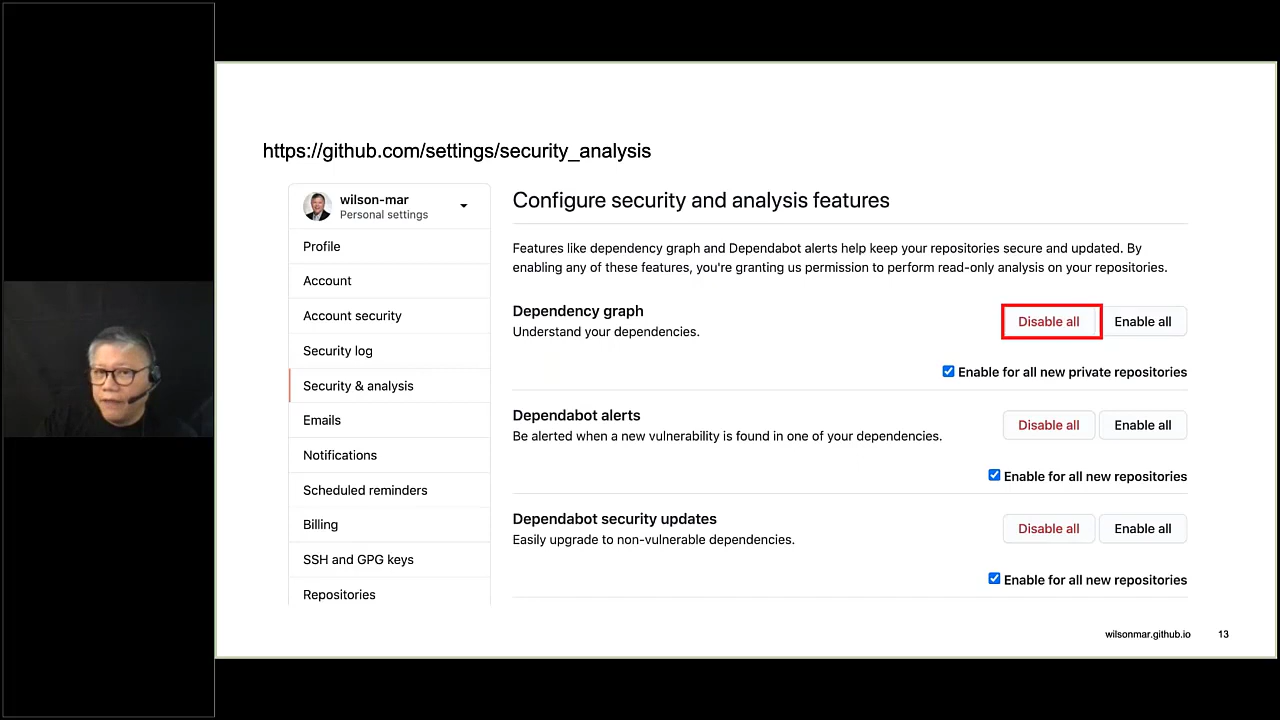 https://github.com/settings/security_analysis
wilson-mar
Personal settings
Profile
Account
Account security
Security log
Security & analysis
Emails
Notifications
Scheduled reminders
Billing
SSH and GPG keys
Repositories
Configure security and analysis features
Features like dependency graph and Dependabot alerts help keep your repositories secure and updated. By
enabling any of these features, you're granting us permission to perform read-only analysis on your repositories.
Dependency graph
Understand your dependencies.
Disable all
Enable all
Enable for all new private repositories
Dependabot alerts
Be alerted when a new vulnerability is found in one of your dependencies.
Disable all
Enable all
Enable for all new repositories
Dependabot security updates
Easily upgrade to non-vulnerable dependencies.
Disable all
Enable all
Enable for all new repositories
wilsonmar.github.io
13